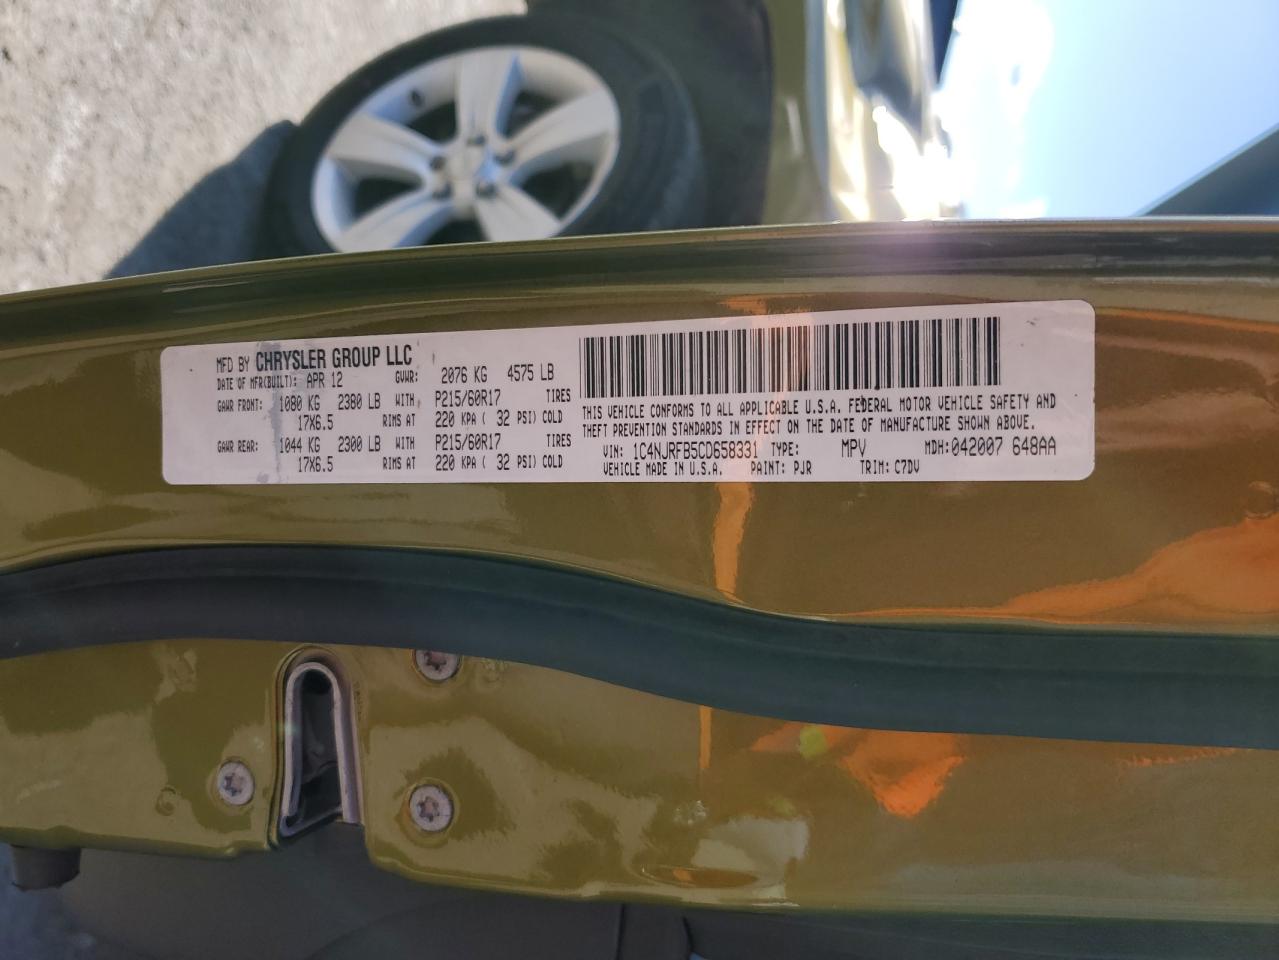 MFD BY CHRYSLER GROUP LLC
DATE OF MFR(BUILT): APR 12 GVWR: 2076 KG 4575 LB
GAWR FRONT: 1080 KG 2380 LB WITH P215/60R17 TIRES
17X6.5 RIMS AT 220 KPA ( 32 PSI) COLD
GAWR REAR: 1044 KG 2300 LB WITH P215/60R17 TIRES
17X6.5 RIMS AT 220 KPA ( 32 PSI) COLD
THIS VEHICLE CONFORMS TO ALL APPLICABLE U.S.A. FEDERAL MOTOR VEHICLE SAFETY AND
THEFT PREVENTION STANDARDS IN EFFECT ON THE DATE OF MANUFACTURE SHOWN ABOVE.
VIN: 1C4NJRFB5CD658331 TYPE: MPV MDH: 042007 648AA
VEHICLE MADE IN U.S.A. PAINT: PJR TRIM: C7DV